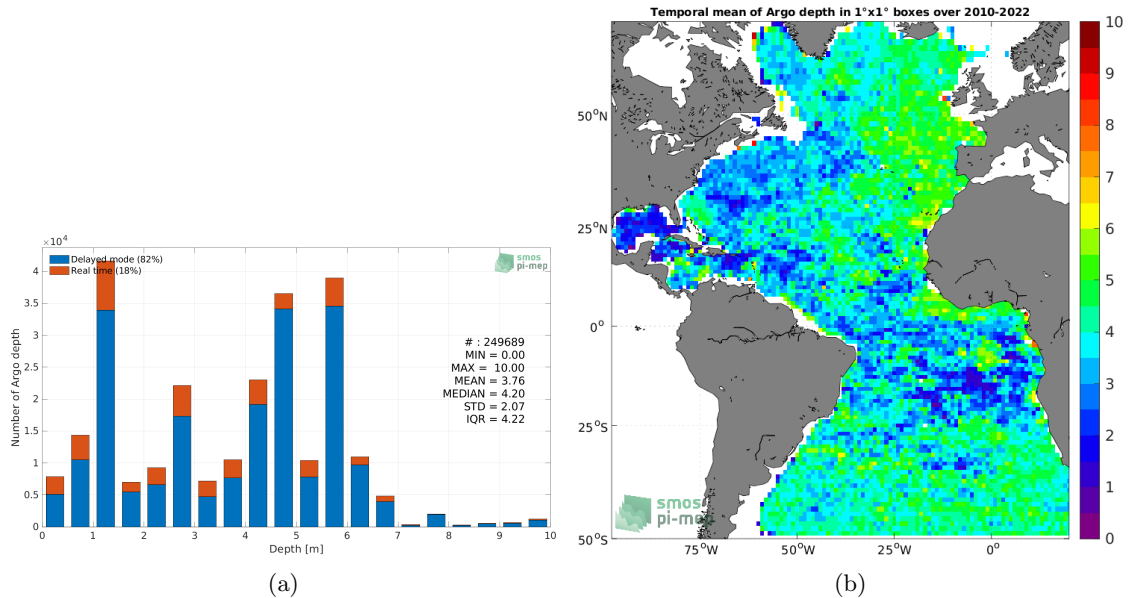 Temporal mean of Argo depth in 1°x1° boxes over 2010-2022
×10⁴
Delayed mode (82%)
Real time (18%)
smos
pi-mep
# : 249689
MIN = 0.00
MAX = 10.00
MEAN = 3.76
MEDIAN = 4.20
STD = 2.07
IQR = 4.22
Number of Argo depth
4
3.5
3
2.5
2
1.5
1
0.5
0
0 1 2 3 4 5 6 7 8 9 10
Depth [m]
(a)
50°N
25°N
0°
25°S
50°S
75°W 50°W 25°W 0°
smos
pi-mep
10
9
8
7
6
5
4
3
2
1
0
(b)